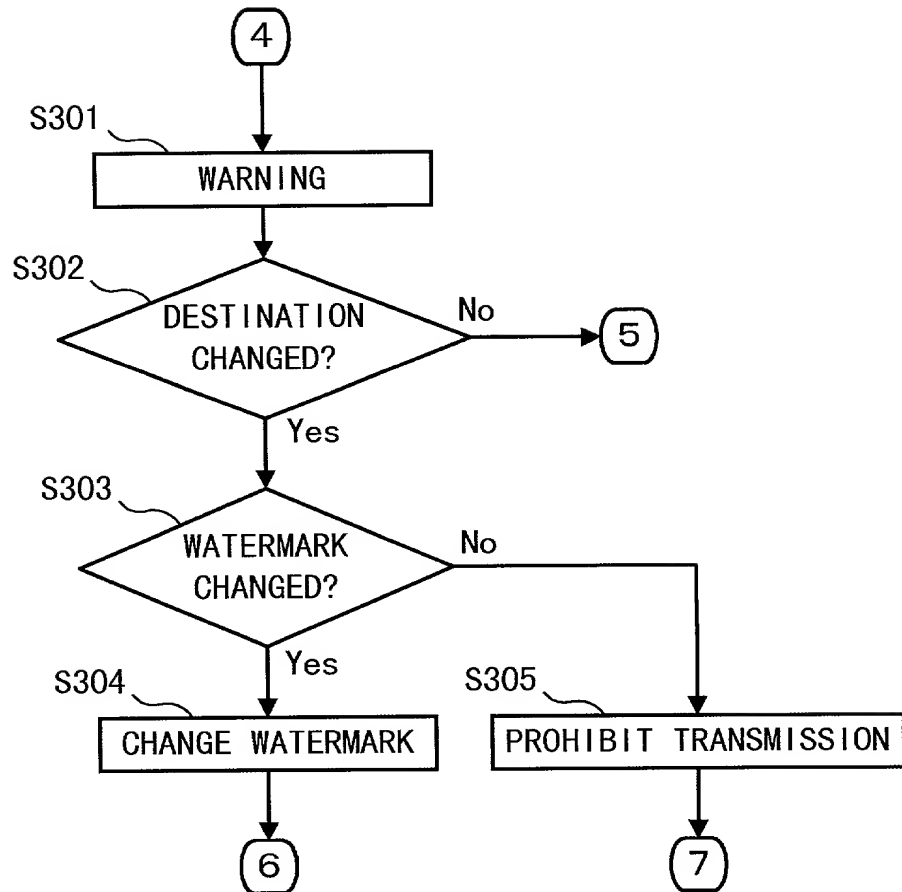 4
S301
WARNING
S302
DESTINATION
CHANGED?
No
5
Yes
S303
WATERMARK
CHANGED?
No
Yes
S304
CHANGE WATERMARK
S305
PROHIBIT TRANSMISSION
6
7